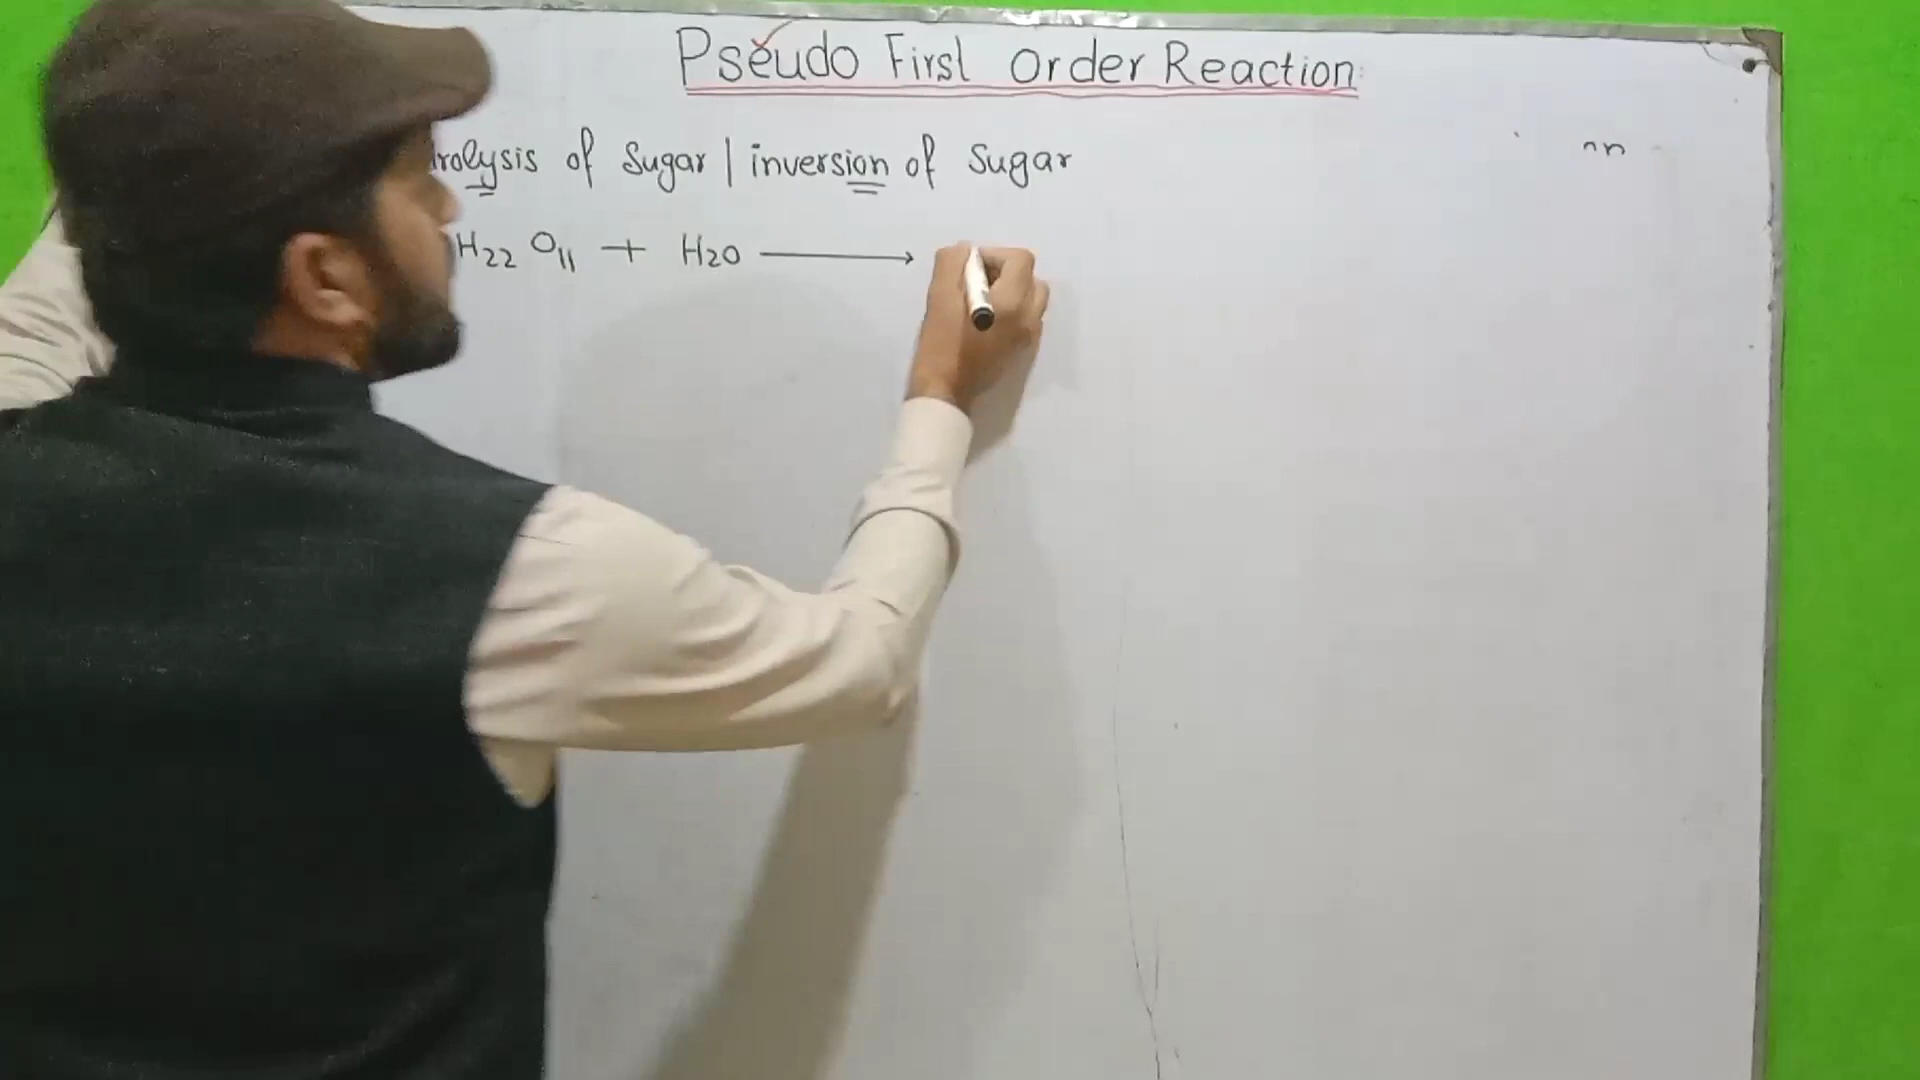 Pseudo First Order Reaction
rolysis of Sugar | inversion of Sugar
H22 O11 + H2O ⟶